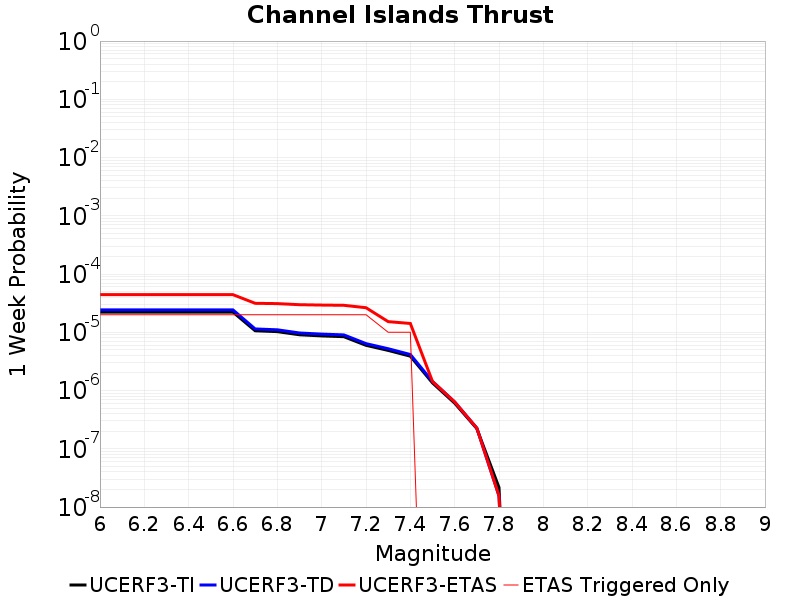 Channel Islands Thrust
10^0
10^-1
10^-2
10^-3
10^-4
10^-5
10^-6
10^-7
10^-8
1 Week Probability
6 6.2 6.4 6.6 6.8 7 7.2 7.4 7.6 7.8 8 8.2 8.4 8.6 8.8 9
Magnitude
UCERF3-TI UCERF3-TD UCERF3-ETAS ETAS Triggered Only